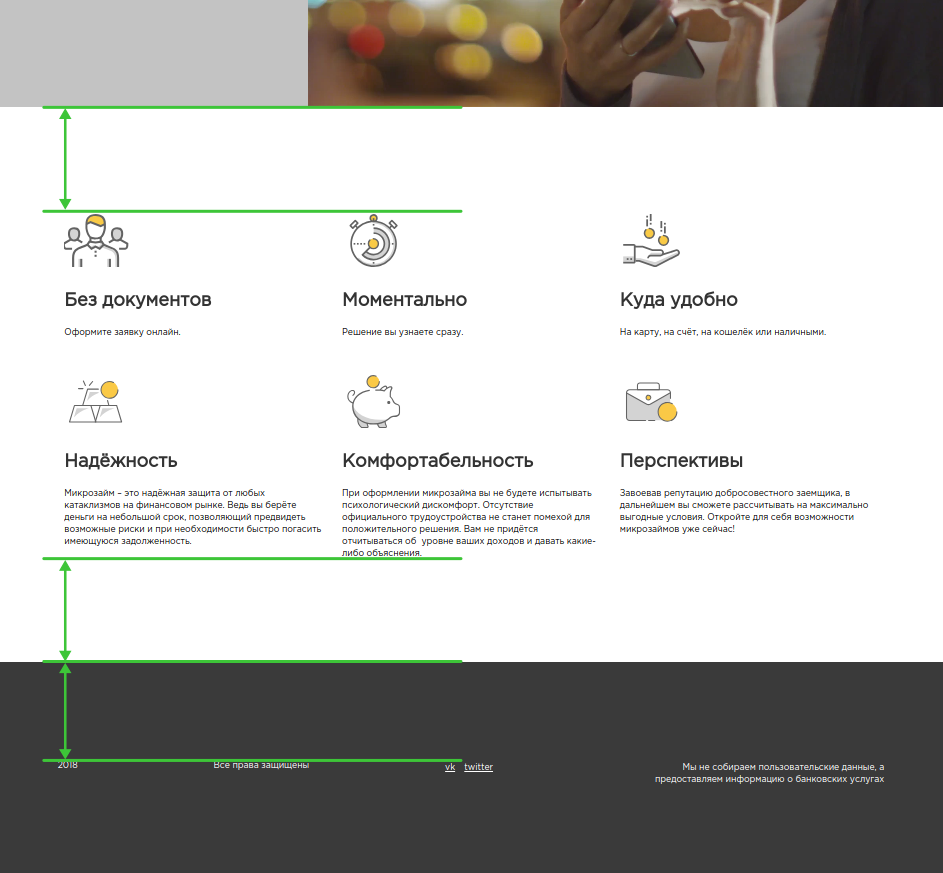 Без документов
Оформите заявку онлайн.
Моментально
Решение вы узнаете сразу.
Куда удобно
На карту, на счёт, на кошелёк или наличными.
Надёжность
Микрозайм – это надёжная защита от любых
катаклизмов на финансовом рынке. Ведь вы берёте
деньги на небольшой срок, позволяющий предвидеть
возможные риски и при необходимости быстро погасить
имеющуюся задолженность.
Комфортабельность
При оформлении микрозайма вы не будете испытывать
психологический дискомфорт. Отсутствие
официального трудоустройства не станет помехой для
положительного решения. Вам не придётся
отчитываться об  уровне ваших доходов и давать какие-
либо объяснения.
Перспективы
Завоевав репутацию добросовестного заемщика, в
дальнейшем вы сможете рассчитывать на максимально
выгодные условия. Откройте для себя возможности
микрозаймов уже сейчас!
2018
Все права защищены
vk twitter
Мы не собираем пользовательские данные, а
предоставляем информацию о банковских услугах